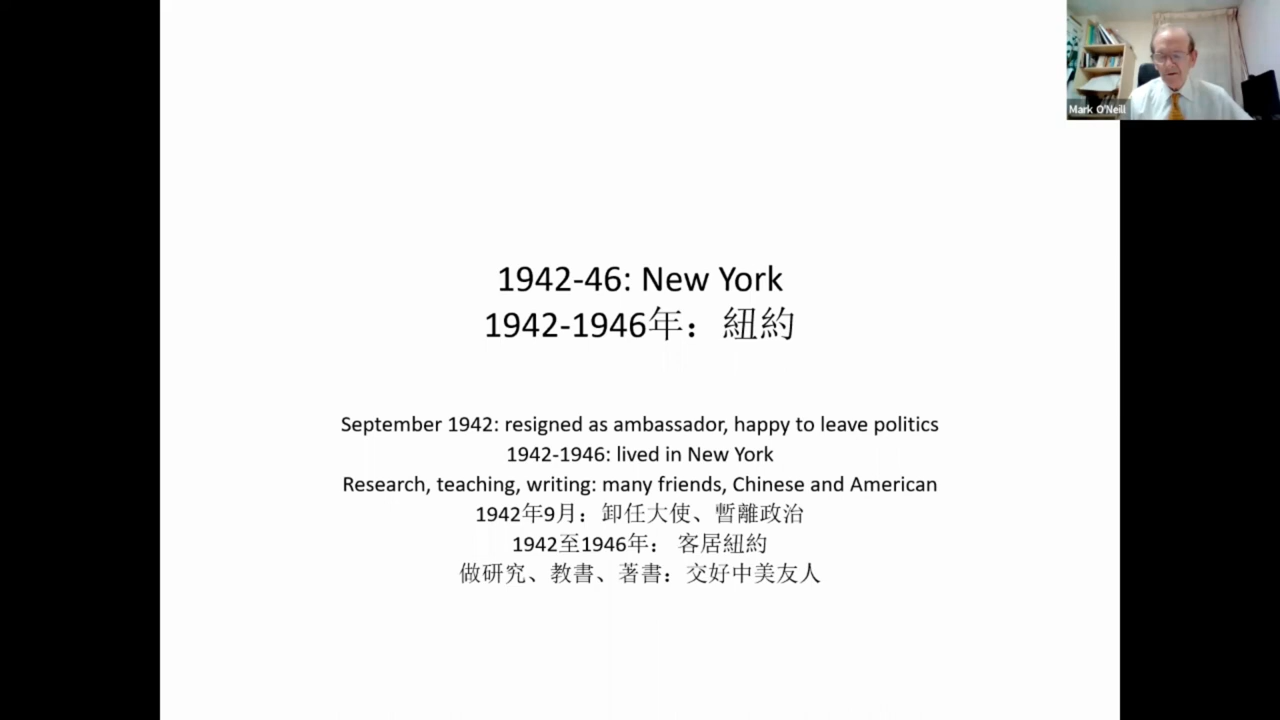 Mark O'Neill
1942-46: New York
1942-1946年：紐約
September 1942: resigned as ambassador, happy to leave politics
1942-1946: lived in New York
Research, teaching, writing: many friends, Chinese and American
1942年9月：卸任大使、暫離政治
1942至1946年： 客居紐約
做研究、教書、著書：交好中美友人